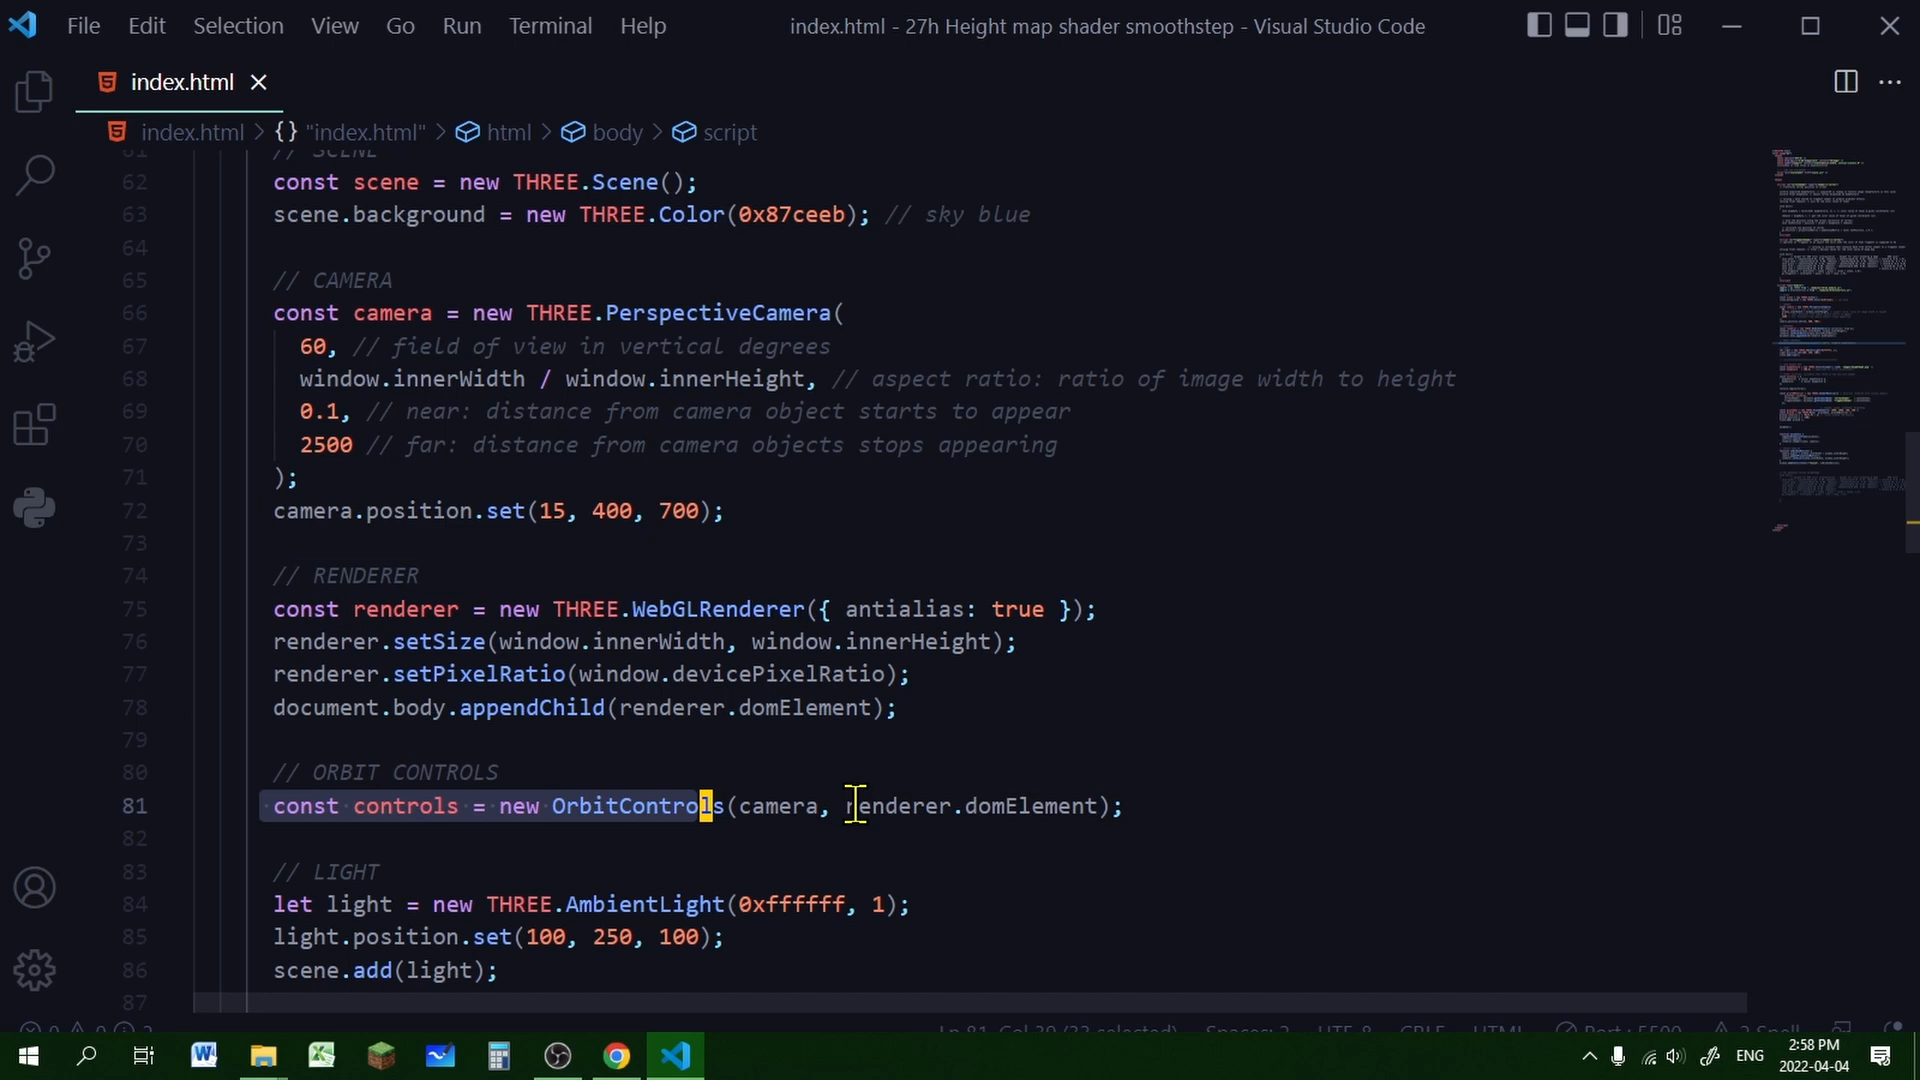 File Edit Selection View Go Run Terminal Help index.html - 27h Height map shader smoothstep - Visual Studio Code
index.html
index.html > {} "index.html" > html > body > script
61 // SCENE
62 const scene = new THREE.Scene();
63 scene.background = new THREE.Color(0x87ceeb); // sky blue
64
65 // CAMERA
66 const camera = new THREE.PerspectiveCamera(
67 60, // field of view in vertical degrees
68 window.innerWidth / window.innerHeight, // aspect ratio: ratio of image width to height
69 0.1, // near: distance from camera object starts to appear
70 2500 // far: distance from camera objects stops appearing
71 );
72 camera.position.set(15, 400, 700);
73
74 // RENDERER
75 const renderer = new THREE.WebGLRenderer({ antialias: true });
76 renderer.setSize(window.innerWidth, window.innerHeight);
77 renderer.setPixelRatio(window.devicePixelRatio);
78 document.body.appendChild(renderer.domElement);
79
80 // ORBIT CONTROLS
81 const controls = new OrbitControls(camera, renderer.domElement);
82
83 // LIGHT
84 let light = new THREE.AmbientLight(0xffffff, 1);
85 light.position.set(100, 250, 100);
86 scene.add(light);
87
ENG
2:58 PM
2022-04-04